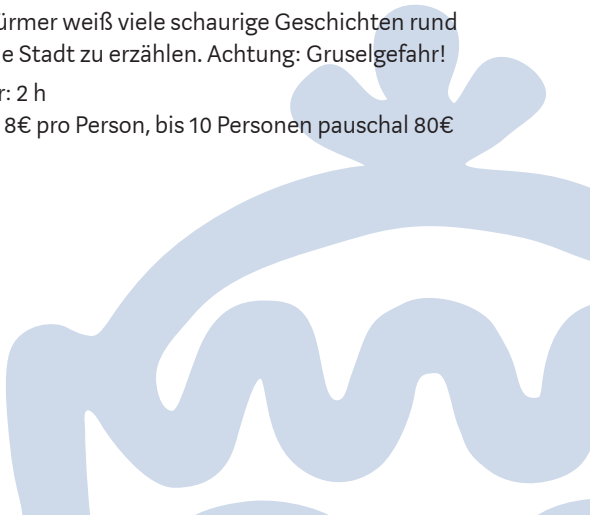 ürmer weiß viele schaurige Geschichten rund
e Stadt zu erzählen. Achtung: Gruselgefahr!
r: 2 h
8€ pro Person, bis 10 Personen pauschal 80€